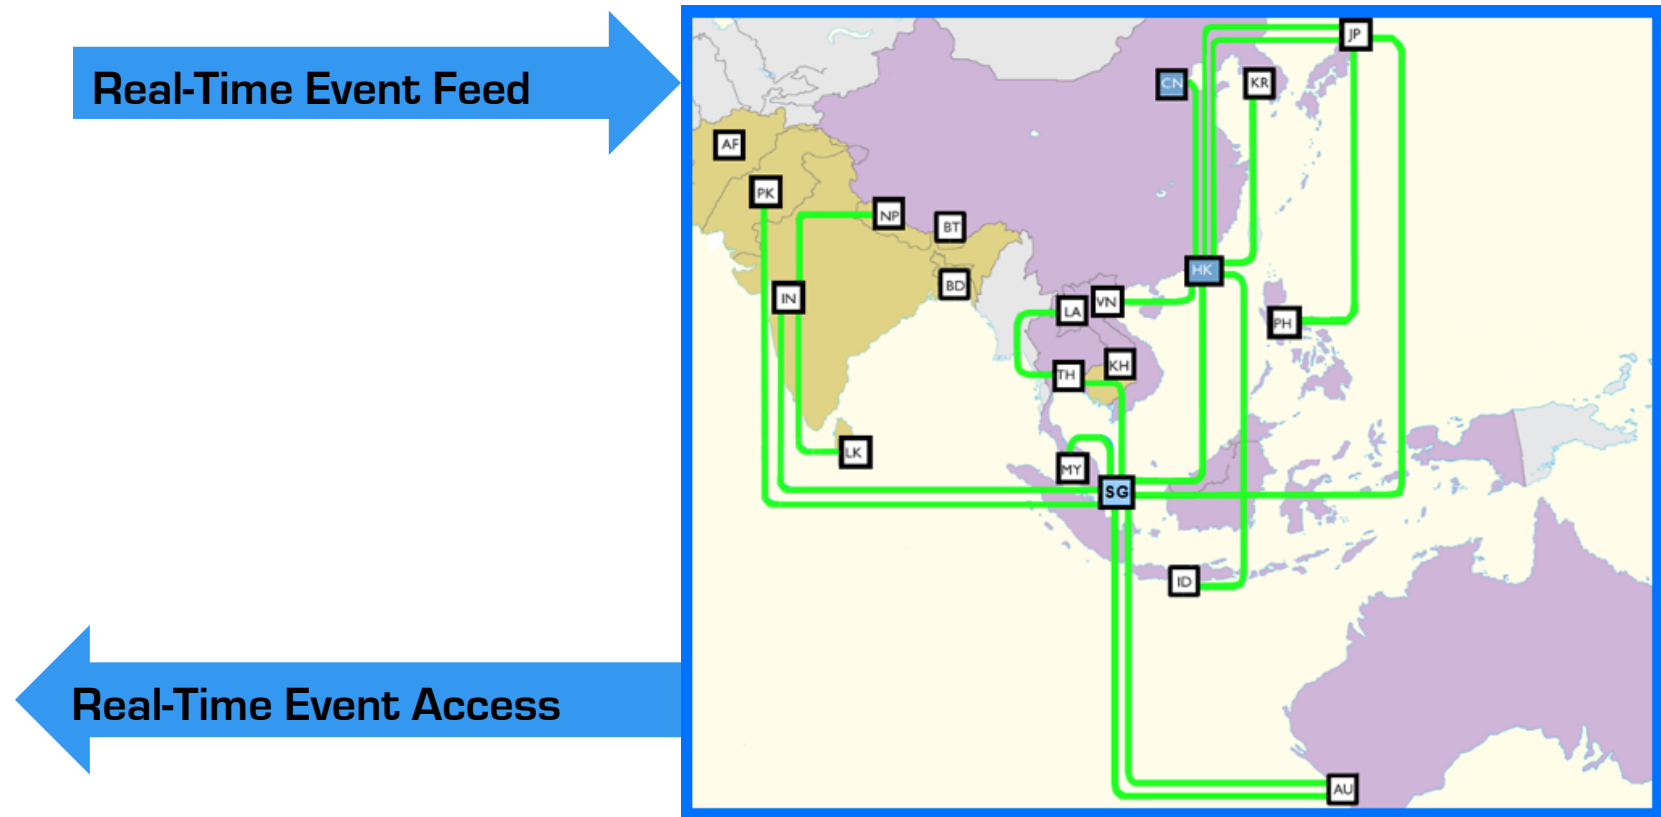 Real-Time Event Feed
Real-Time Event Access
JP
CN
KR
AF
PK
NP
BT
HK
BD
IN
VN
LA
PH
KH
TH
LK
MY
SG
ID
AU